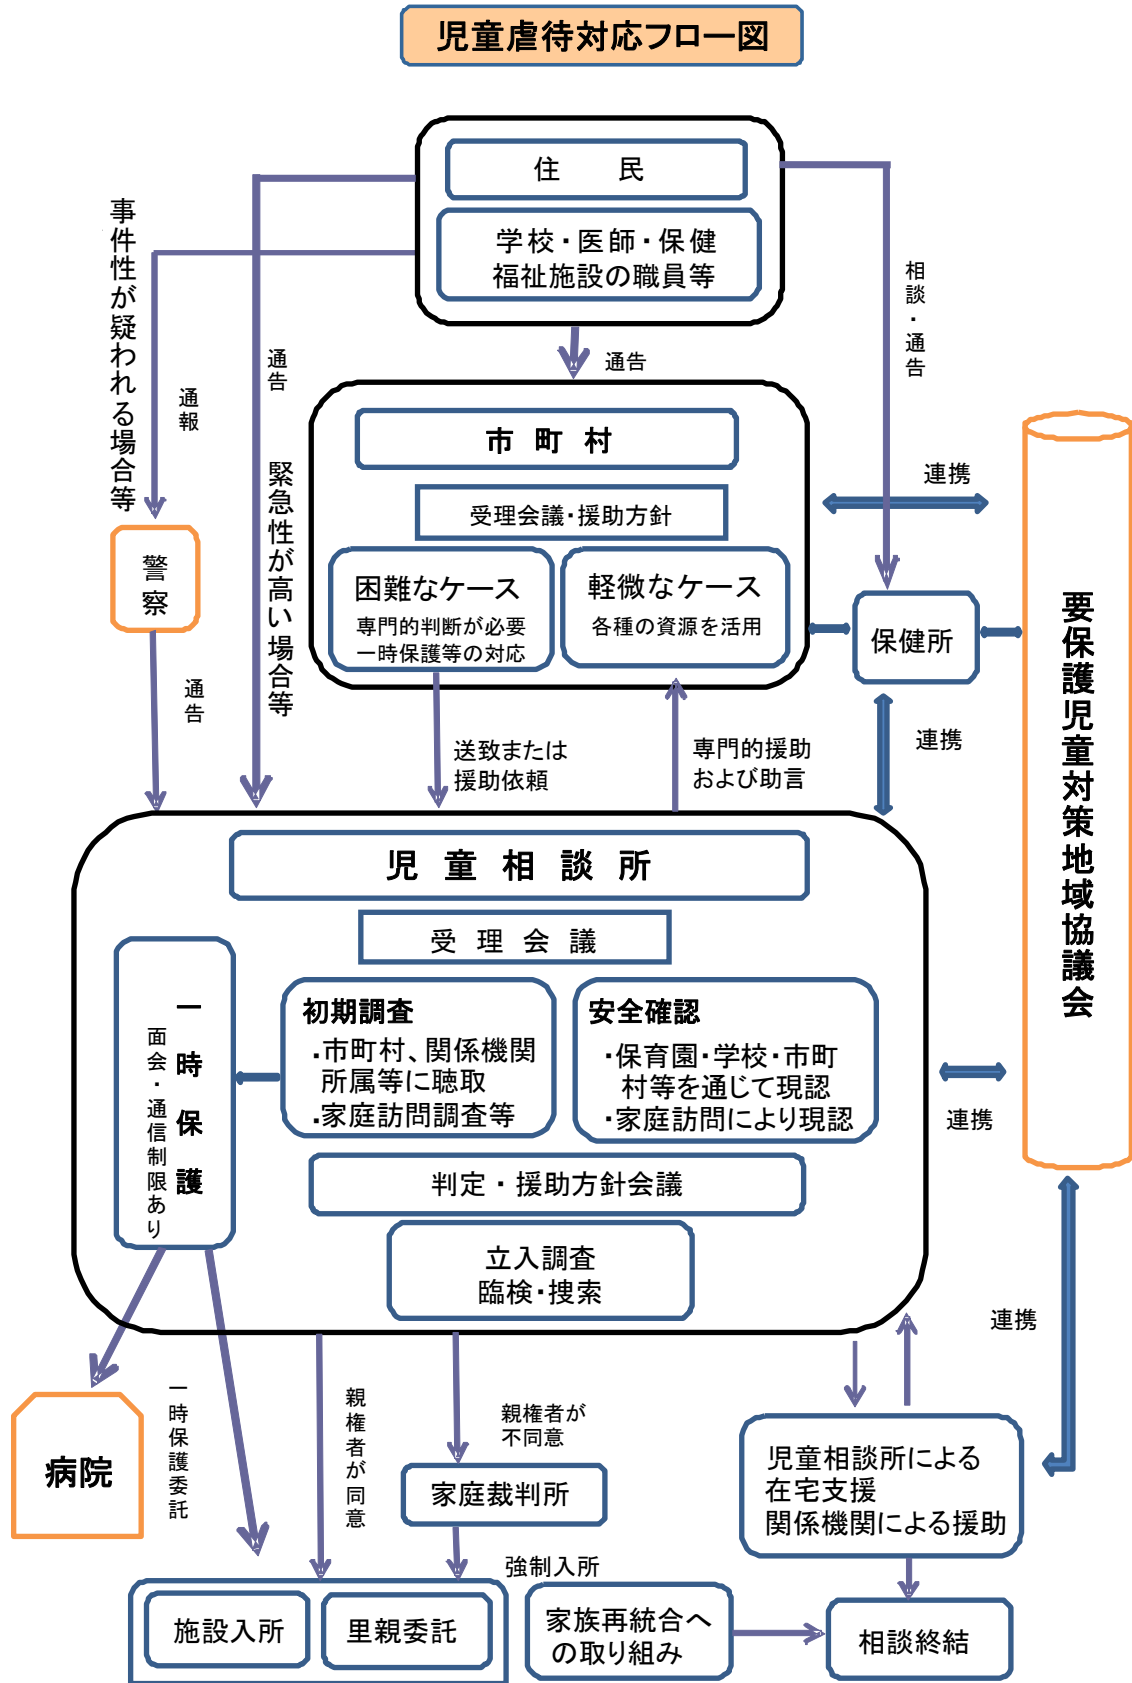 児童虐待対応フロー図
住　民
学校・医師・保健
福祉施設の職員等
事件性が疑われる場合等
通報
通告
緊急性が高い場合等
通告
相談・通告
市 町 村
受理会議・援助方針
困難なケース
専門的判断が必要
一時保護等の対応
軽微なケース
各種の資源を活用
連携
警察
通告
保健所
連携
要保護児童対策地域協議会
送致または
援助依頼
専門的援助
および助言
児 童 相 談 所
受 理 会 議
一時保護
面会・通信制限あり
初期調査
・市町村、関係機関
所属等に聴取
・家庭訪問調査等
安全確認
・保育園・学校・市町
村等を通じて現認
・家庭訪問により現認
連携
判定・援助方針会議
立入調査
臨検・捜索
連携
病院
一時保護委託
親権者が同意
親権者が
不同意
家庭裁判所
強制入所
児童相談所による
在宅支援
関係機関による援助
施設入所
里親委託
家族再統合へ
の取り組み
相談終結